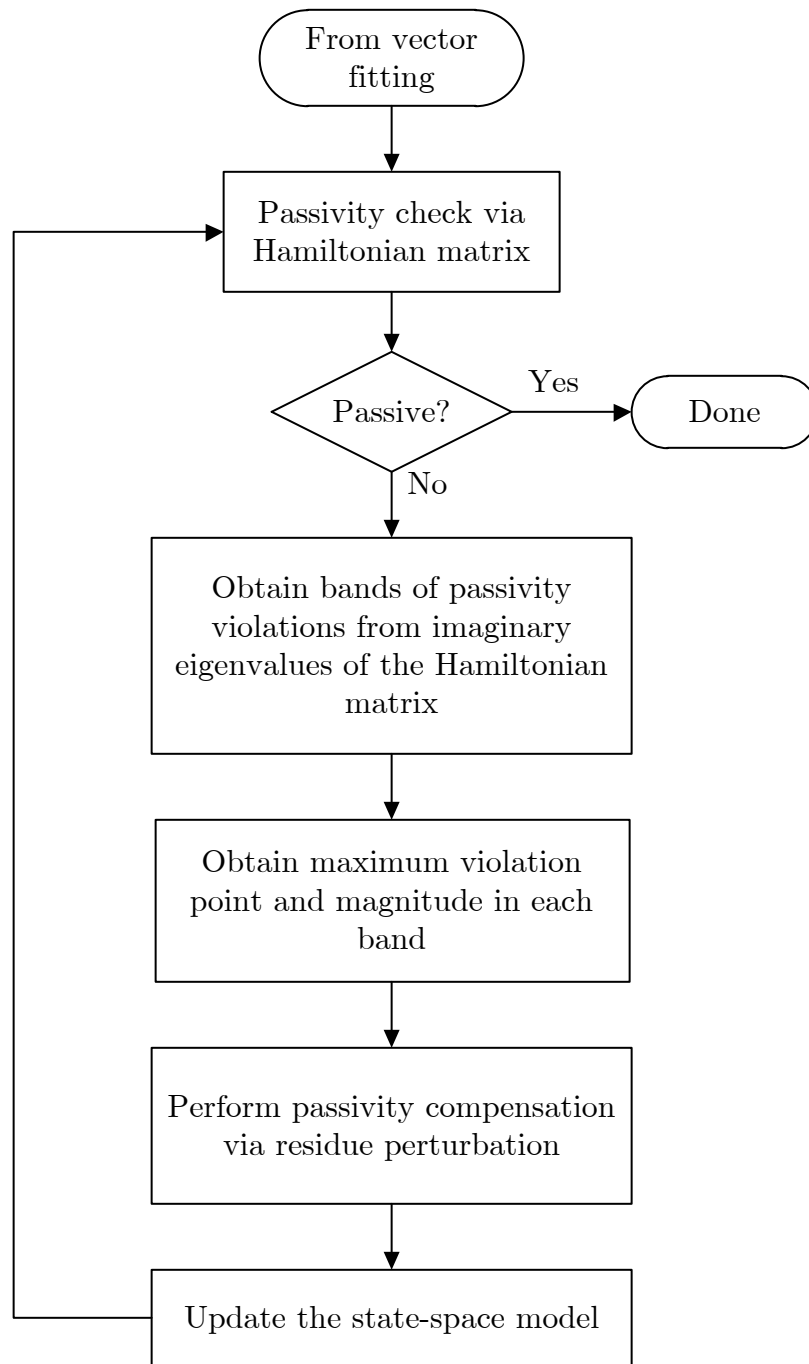 From vector
fitting
Passivity check via
Hamiltonian matrix
Yes
Passive?
Done
No
Obtain bands of passivity
violations from imaginary
eigenvalues of the Hamiltonian
matrix
Obtain maximum violation
point and magnitude in each
band
Perform passivity compensation
via residue perturbation
Update the state-space model